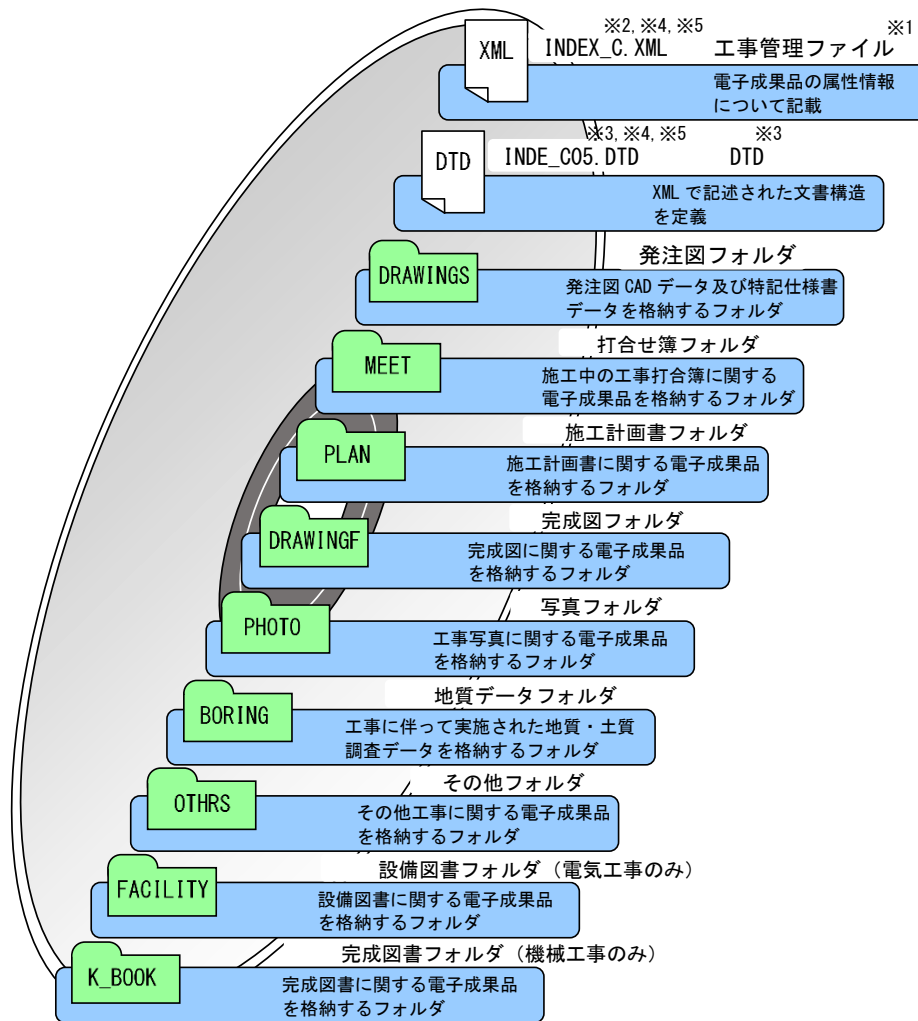 ※2, ※4, ※5 ※1
XML INDEX_C.XML 工事管理ファイル
電子成果品の属性情報
について記載
※3, ※4, ※5 ※3
DTD INDE_C05.DTD DTD
XMLで記述された文書構造
を定義
発注図フォルダ
DRAWINGS
発注図CADデータ及び特記仕様書
データを格納するフォルダ
打合せ簿フォルダ
MEET
施工中の工事打合簿に関する
電子成果品を格納するフォルダ
施工計画書フォルダ
PLAN
施工計画書に関する電子成果品
を格納するフォルダ
完成図フォルダ
DRAWINGF
完成図に関する電子成果品
を格納するフォルダ
写真フォルダ
PHOTO
工事写真に関する電子成果品
を格納するフォルダ
地質データフォルダ
BORING
工事に伴って実施された地質・土質
調査データを格納するフォルダ
その他フォルダ
OTHRS
その他工事に関する電子成果品
を格納するフォルダ
設備図書フォルダ（電気工事のみ）
FACILITY
設備図書に関する電子成果品
を格納するフォルダ
完成図書フォルダ（機械工事のみ）
K_BOOK
完成図書に関する電子成果品
を格納するフォルダ